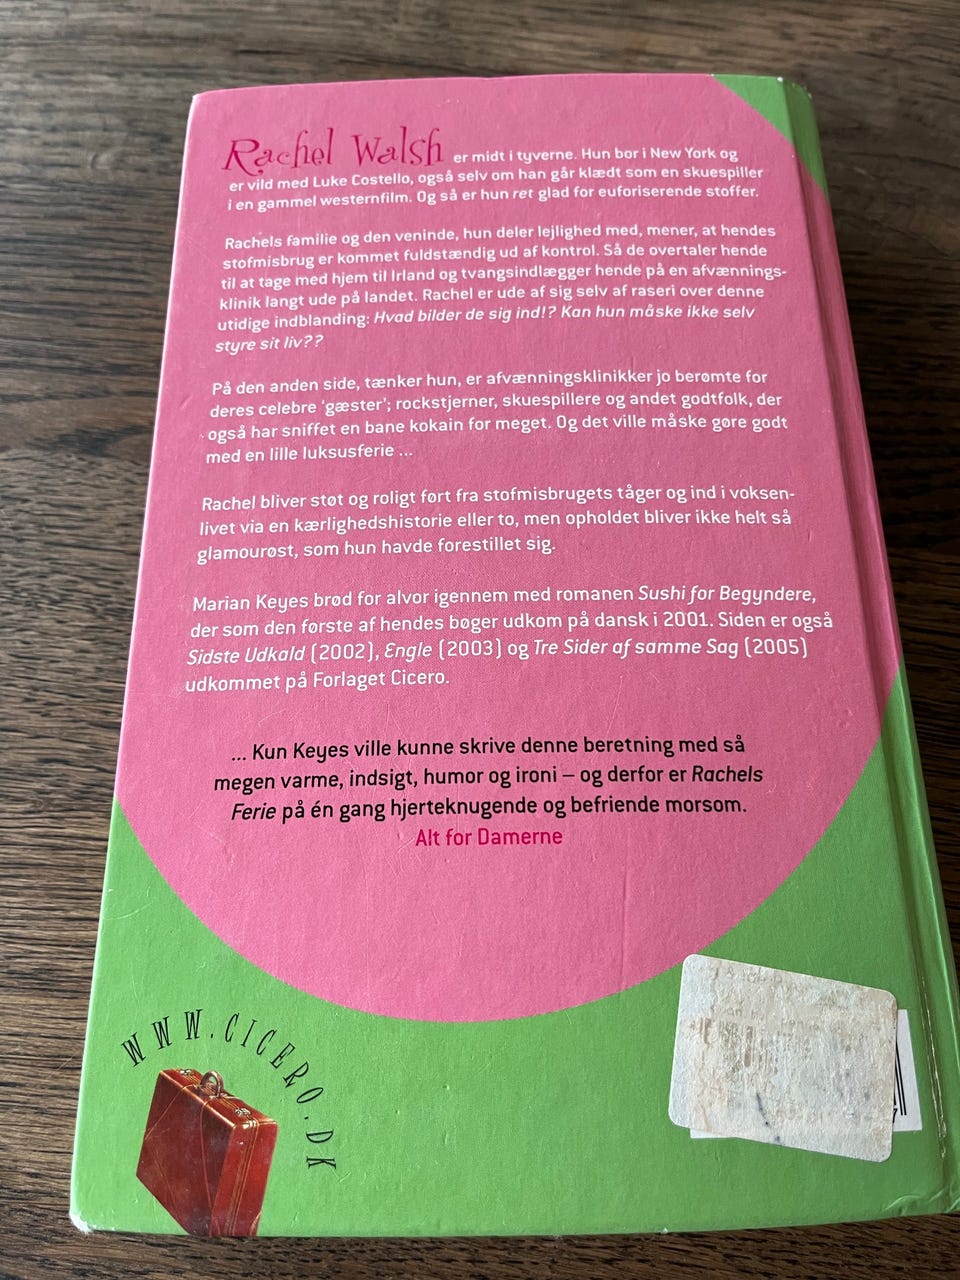 Rachel Walsh er midt i tyverne. Hun bor i New York og
er vild med Luke Costello, også selv om han går klædt som en skuespiller
i en gammel westernfilm. Og så er hun ret glad for euforiserende stoffer.
Rachels familie og den veninde, hun deler lejlighed med, mener, at hendes
stofmisbrug er kommet fuldstændig ud af kontrol. Så de overtaler hende
til at tage med hjem til Irland og tvangsindlægger hende på en afvænnings-
klinik langt ude på landet. Rachel er ude af sig selv af raseri over denne
utidige indblanding: Hvad bilder de sig ind!? Kan hun måske ikke selv
styre sit liv??
På den anden side, tænker hun, er afvænningsklinikker jo berømte for
deres celebre 'gæster'; rockstjerner, skuespillere og andet godtfolk, der
også har sniffet en bane kokain for meget. Og det ville måske gøre godt
med en lille luksusferie ...
Rachel bliver støt og roligt ført fra stofmisbrugets tåger og ind i voksen-
livet via en kærlighedshistorie eller to, men opholdet bliver ikke helt så
glamourøst, som hun havde forestillet sig.
Marian Keyes brød for alvor igennem med romanen Sushi for Begyndere,
der som den første af hendes bøger udkom på dansk i 2001. Siden er også
Sidste Udkald (2002), Engle (2003) og Tre Sider af samme Sag (2005)
udkommet på Forlaget Cicero.
... Kun Keyes ville kunne skrive denne beretning med så
megen varme, indsigt, humor og ironi – og derfor er Rachels
Ferie på én gang hjerteknugende og befriende morsom.
Alt for Damerne
WWW.CICERO.DK